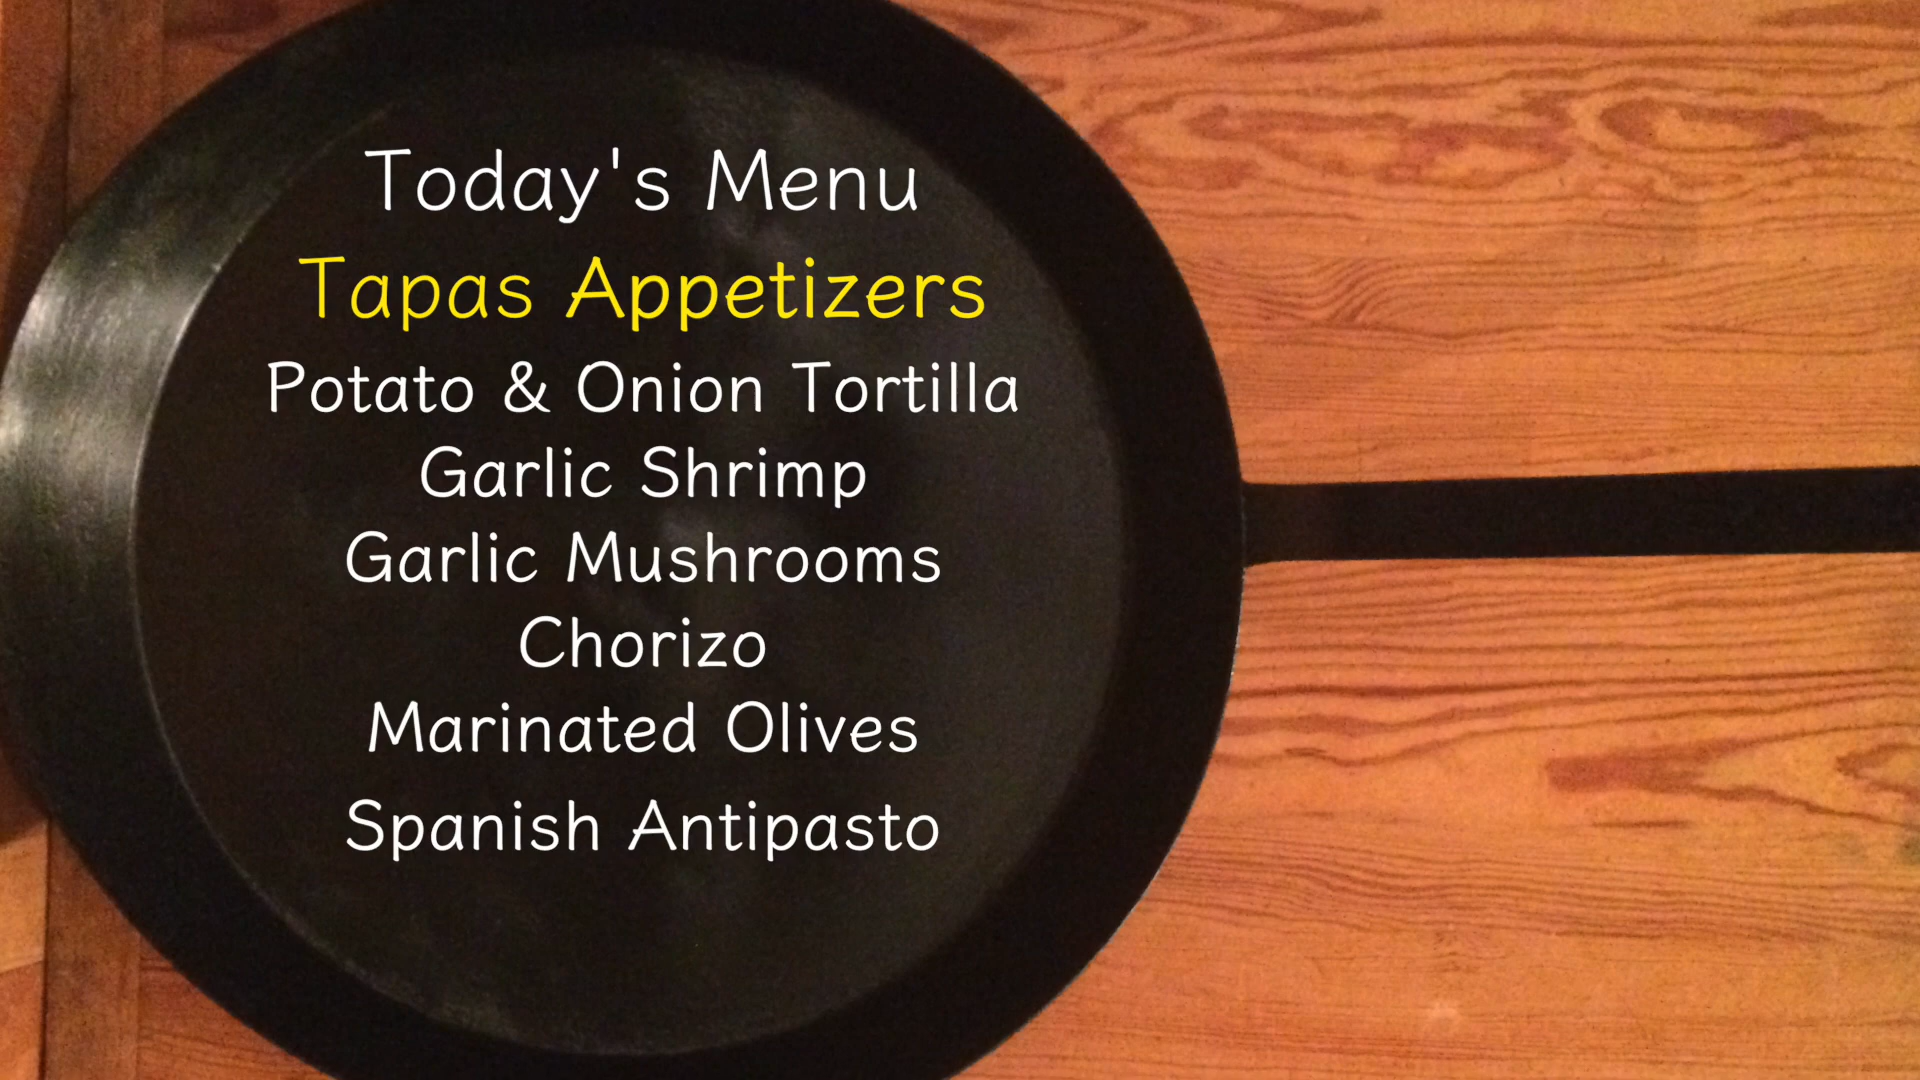 Today's Menu
Tapas Appetizers
Potato & Onion Tortilla
Garlic Shrimp
Garlic Mushrooms
Chorizo
Marinated Olives
Spanish Antipasto